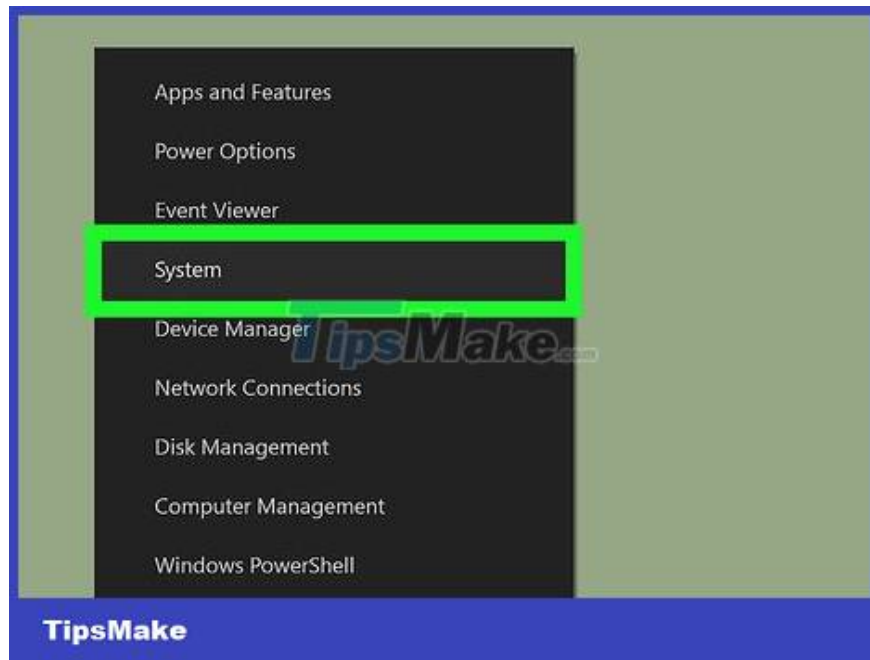 Apps and Features
Power Options
Event Viewer
System
Device Manager
TipsMake.com
Network Connections
Disk Management
Computer Management
Windows PowerShell
TipsMake